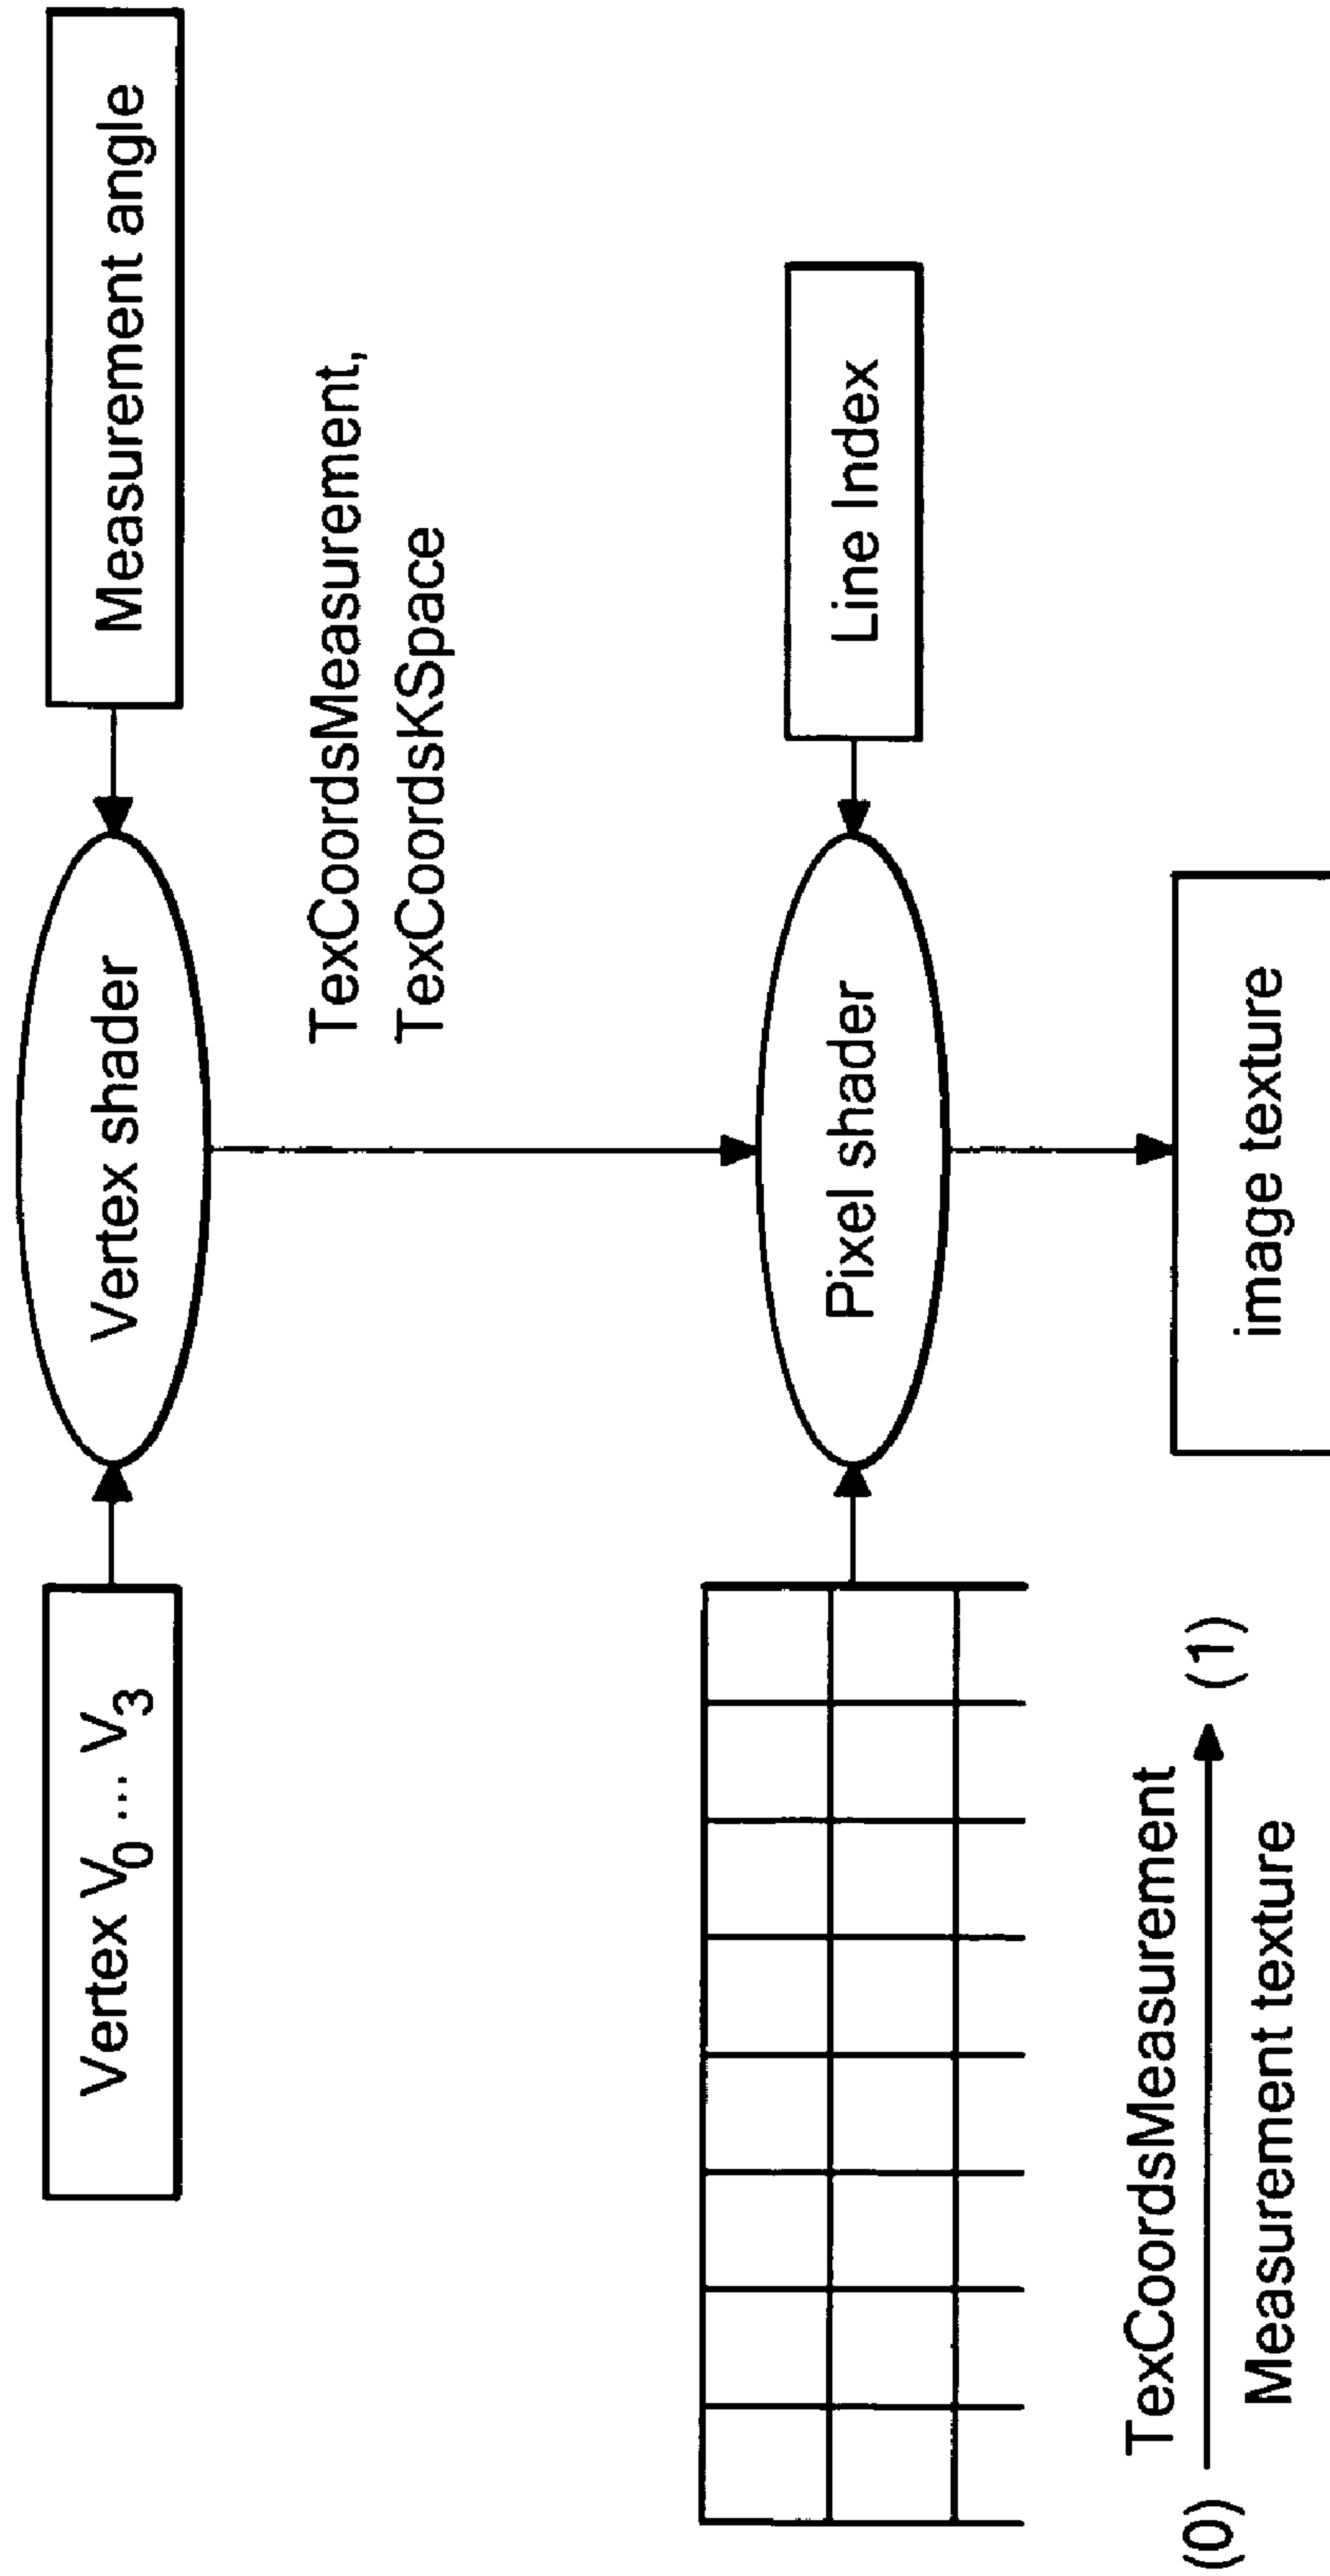 Vertex V0 ... V3
Vertex shader
Measurement angle
TexCoordsMeasurement,
TexCoordsKSpace
Pixel shader
Line Index
TexCoordsMeasurement
(0)
(1)
Measurement texture
image texture